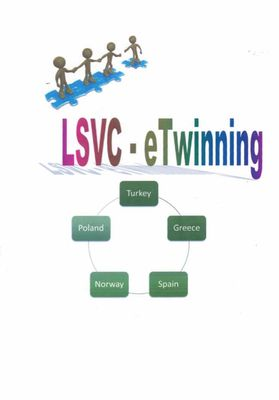 LSVC - eTwinning
Turkey
Poland
Greece
Norway
Spain